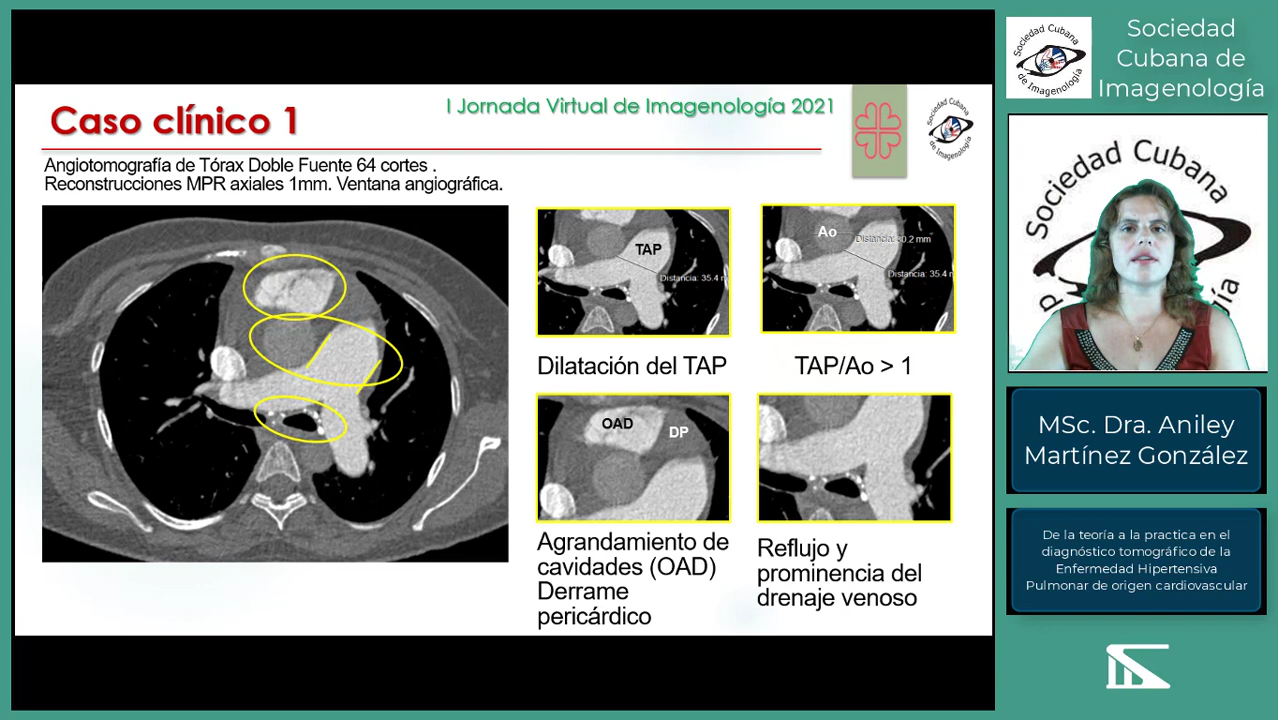 Caso clínico 1
I Jornada Virtual de Imagenología 2021
Sociedad Cubana
de Imagenología
Angiotomografía de Tórax Doble Fuente 64 cortes .
Reconstrucciones MPR axiales 1mm. Ventana angiográfica.
TAP
Distancia: 35.4
Dilatación del TAP
Ao
Distancia: 30.2 mm
Distancia: 35.4
TAP/Ao > 1
OAD
DP
Agrandamiento de
cavidades (OAD)
Derrame
pericárdico
Reflujo y
prominencia del
drenaje venoso
Sociedad Cubana
de Imagenología
Sociedad
Cubana de
Imagenología
Sociedad Cubana
MSc. Dra. Aniley
Martínez González
De la teoría a la practica en el
diagnóstico tomográfico de la
Enfermedad Hipertensiva
Pulmonar de origen cardiovascular